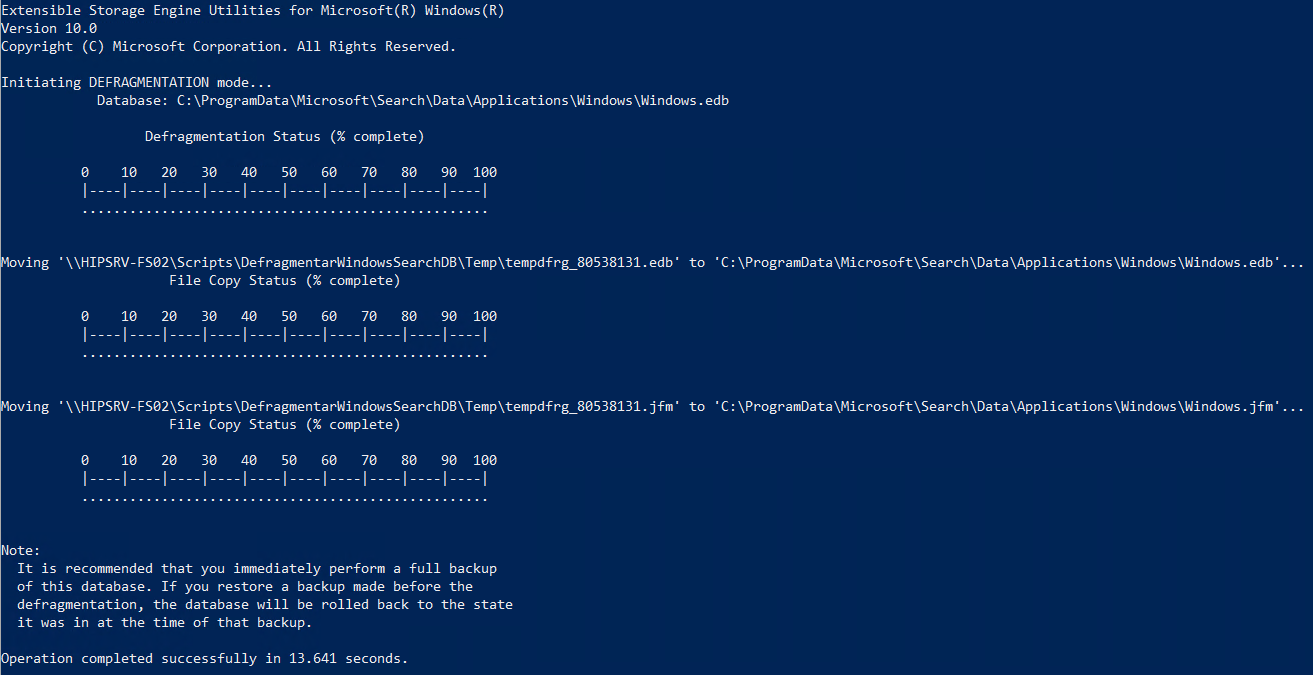 Extensible Storage Engine Utilities for Microsoft(R) Windows(R)
Version 10.0
Copyright (C) Microsoft Corporation. All Rights Reserved.
Initiating DEFRAGMENTATION mode...
Database: C:\ProgramData\Microsoft\Search\Data\Applications\Windows\Windows.edb
Defragmentation Status (% complete)
0    10   20   30   40   50   60   70   80   90  100
|----|----|----|----|----|----|----|----|----|----|
...................................................
Moving '\\HIPSRV-FS02\Scripts\DefragmentarWindowsSearchDB\Temp\tempdfrg_80538131.edb' to 'C:\ProgramData\Microsoft\Search\Data\Applications\Windows\Windows.edb'...
File Copy Status (% complete)
0    10   20   30   40   50   60   70   80   90  100
|----|----|----|----|----|----|----|----|----|----|
...................................................
Moving '\\HIPSRV-FS02\Scripts\DefragmentarWindowsSearchDB\Temp\tempdfrg_80538131.jfm' to 'C:\ProgramData\Microsoft\Search\Data\Applications\Windows\Windows.jfm'...
File Copy Status (% complete)
0    10   20   30   40   50   60   70   80   90  100
|----|----|----|----|----|----|----|----|----|----|
...................................................
Note:
It is recommended that you immediately perform a full backup
of this database. If you restore a backup made before the
defragmentation, the database will be rolled back to the state
it was in at the time of that backup.
Operation completed successfully in 13.641 seconds.